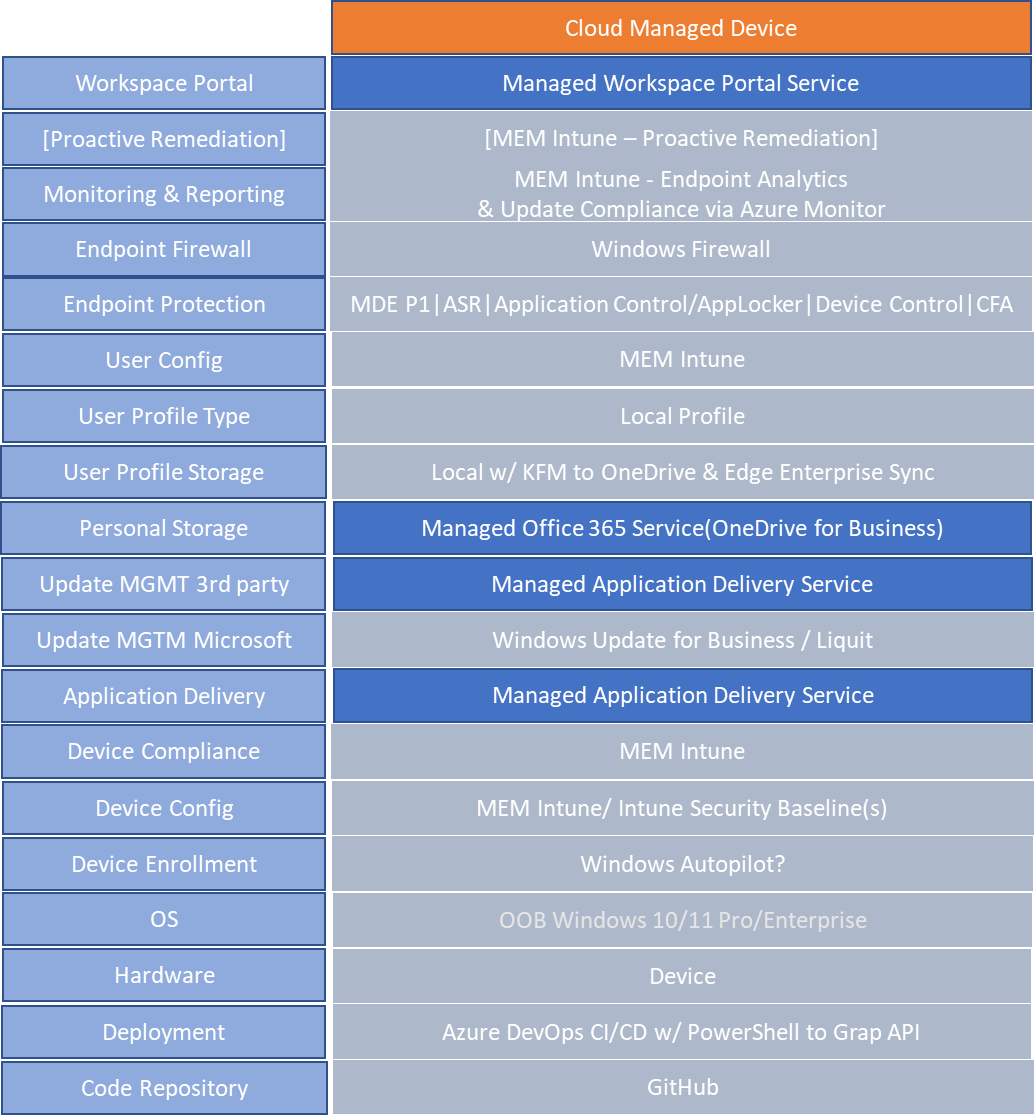 Cloud Managed Device
Workspace Portal
Managed Workspace Portal Service
[Proactive Remediation]
[MEM Intune – Proactive Remediation]
Monitoring & Reporting
MEM Intune - Endpoint Analytics
& Update Compliance via Azure Monitor
Endpoint Firewall
Windows Firewall
Endpoint Protection
MDE P1|ASR|Application Control/AppLocker|Device Control|CFA
User Config
MEM Intune
User Profile Type
Local Profile
User Profile Storage
Local w/ KFM to OneDrive & Edge Enterprise Sync
Personal Storage
Managed Office 365 Service(OneDrive for Business)
Update MGMT 3rd party
Managed Application Delivery Service
Update MGTM Microsoft
Windows Update for Business / Liquit
Application Delivery
Managed Application Delivery Service
Device Compliance
MEM Intune
Device Config
MEM Intune/ Intune Security Baseline(s)
Device Enrollment
Windows Autopilot?
OS
OOB Windows 10/11 Pro/Enterprise
Hardware
Device
Deployment
Azure DevOps CI/CD w/ PowerShell to Grap API
Code Repository
GitHub